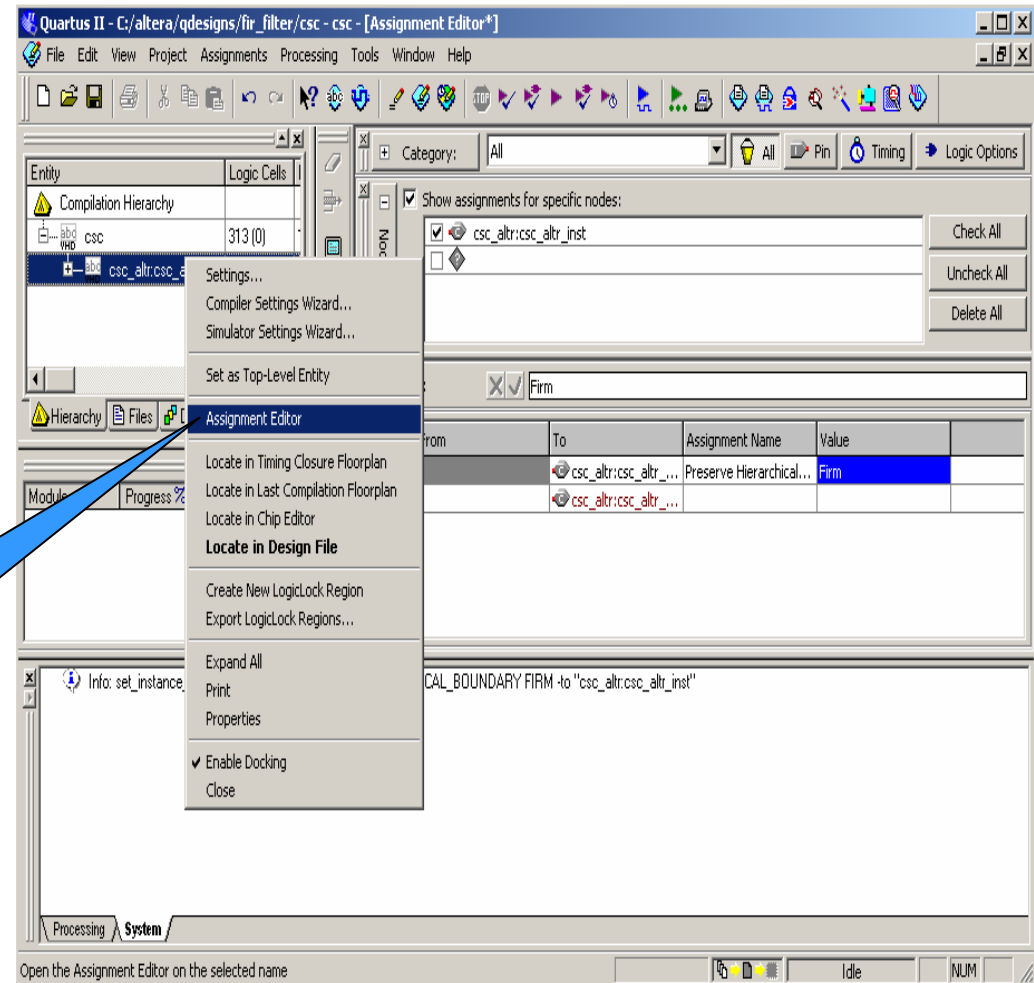 Quartus II - C:/altera/qdesigns/fir_filter/csc - csc - [Assignment Editor*]
File Edit View Project Assignments Processing Tools Window Help
Entity Logic Cells
Compilation Hierarchy
csc 313 (0)
csc_altr:csc_a
Hierarchy Files
Module Progress %
Category: All All Pin Timing Logic Options
Show assignments for specific nodes:
csc_altr:csc_altr_inst
Check All
Uncheck All
Delete All
Firm
From To Assignment Name Value
csc_altr:csc_altr_... Preserve Hierarchical... Firm
csc_altr:csc_altr_...
Settings...
Compiler Settings Wizard...
Simulator Settings Wizard...
Set as Top-Level Entity
Assignment Editor
Locate in Timing Closure Floorplan
Locate in Last Compilation Floorplan
Locate in Chip Editor
Locate in Design File
Create New LogicLock Region
Export LogicLock Regions...
Expand All
Print
Properties
Enable Docking
Close
Info: set_instance_ CAL_BOUNDARY FIRM -to "csc_altr:csc_altr_inst"
Processing System
Open the Assignment Editor on the selected name Idle NUM